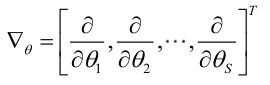 ∇_θ = [∂/∂θ_1, ∂/∂θ_2, ⋯, ∂/∂θ_S]^T